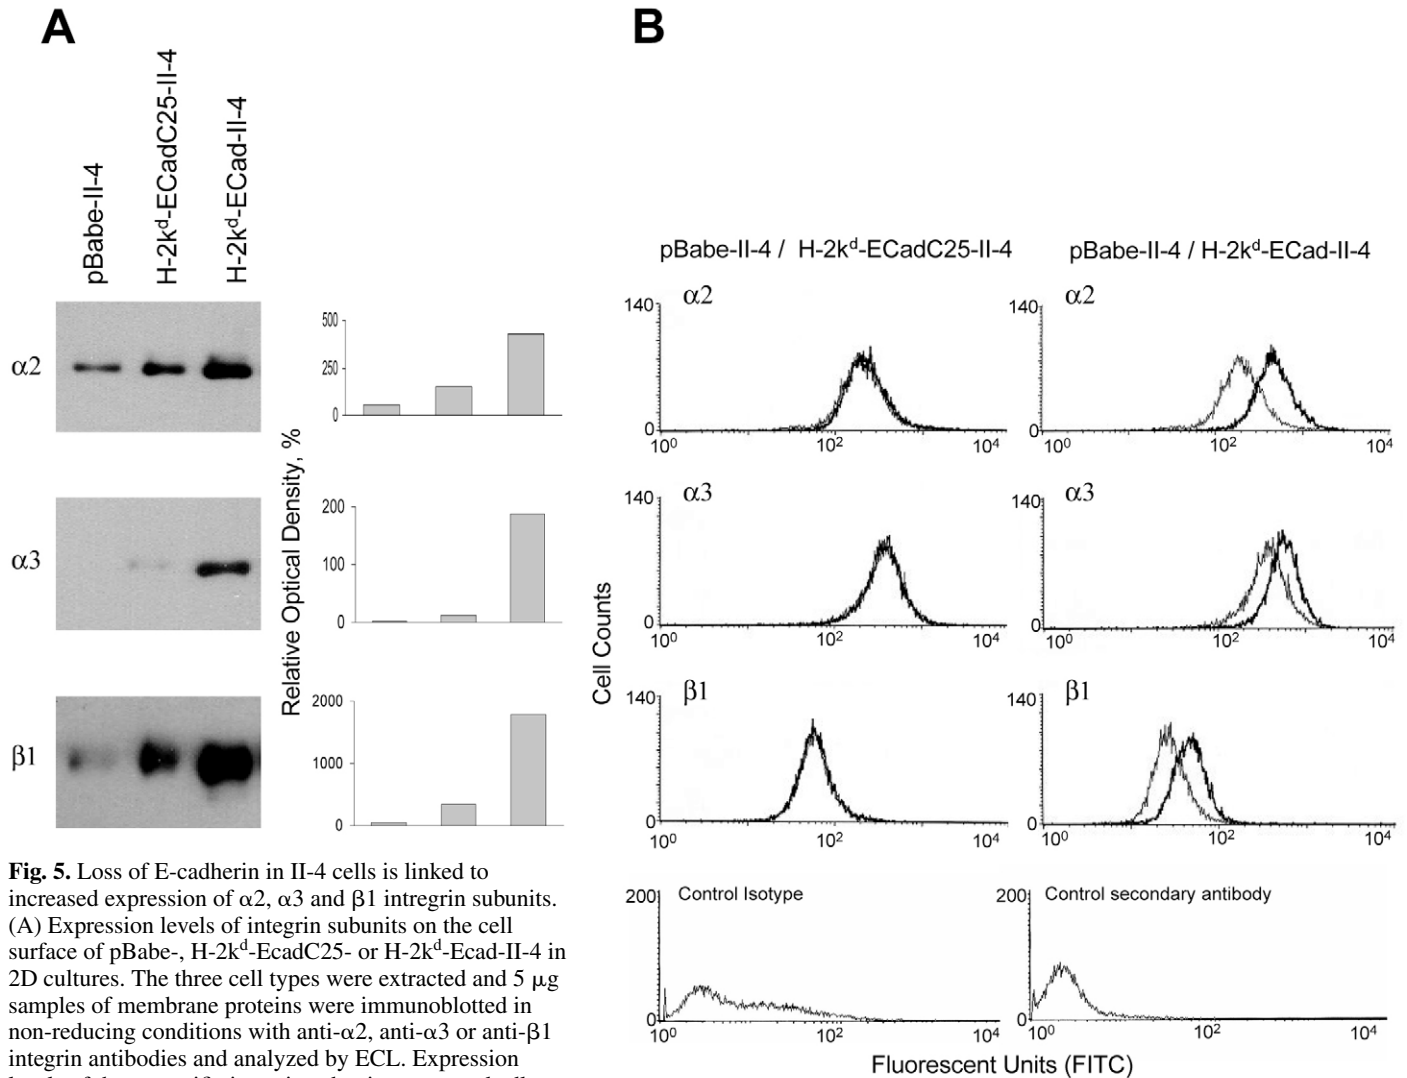 A
pBabe-II-4
H-2kᵈ-ECadC25-II-4
H-2kᵈ-ECad-II-4
α2
500
250
0
α3
200
100
0
β1
2000
1000
0
Relative Optical Density, %
B
pBabe-II-4 / H-2kᵈ-ECadC25-II-4
pBabe-II-4 / H-2kᵈ-ECad-II-4
140
α2
0
10⁰ 10² 10⁴
140
α2
0
10⁰ 10² 10⁴
140
α3
0
10⁰ 10² 10⁴
140
α3
0
10⁰ 10² 10⁴
140
β1
0
10⁰ 10² 10⁴
140
β1
0
10⁰ 10² 10⁴
200
Control Isotype
0
10⁰ 10² 10⁴
200
Control secondary antibody
0
10⁰ 10² 10⁴
Cell Counts
Fluorescent Units (FITC)
Fig. 5. Loss of E-cadherin in II-4 cells is linked to
increased expression of α2, α3 and β1 intregrin subunits.
(A) Expression levels of integrin subunits on the cell
surface of pBabe-, H-2kᵈ-EcadC25- or H-2kᵈ-Ecad-II-4 in
2D cultures. The three cell types were extracted and 5 μg
samples of membrane proteins were immunoblotted in
non-reducing conditions with anti-α2, anti-α3 or anti-β1
integrin antibodies and analyzed by ECL. Expression